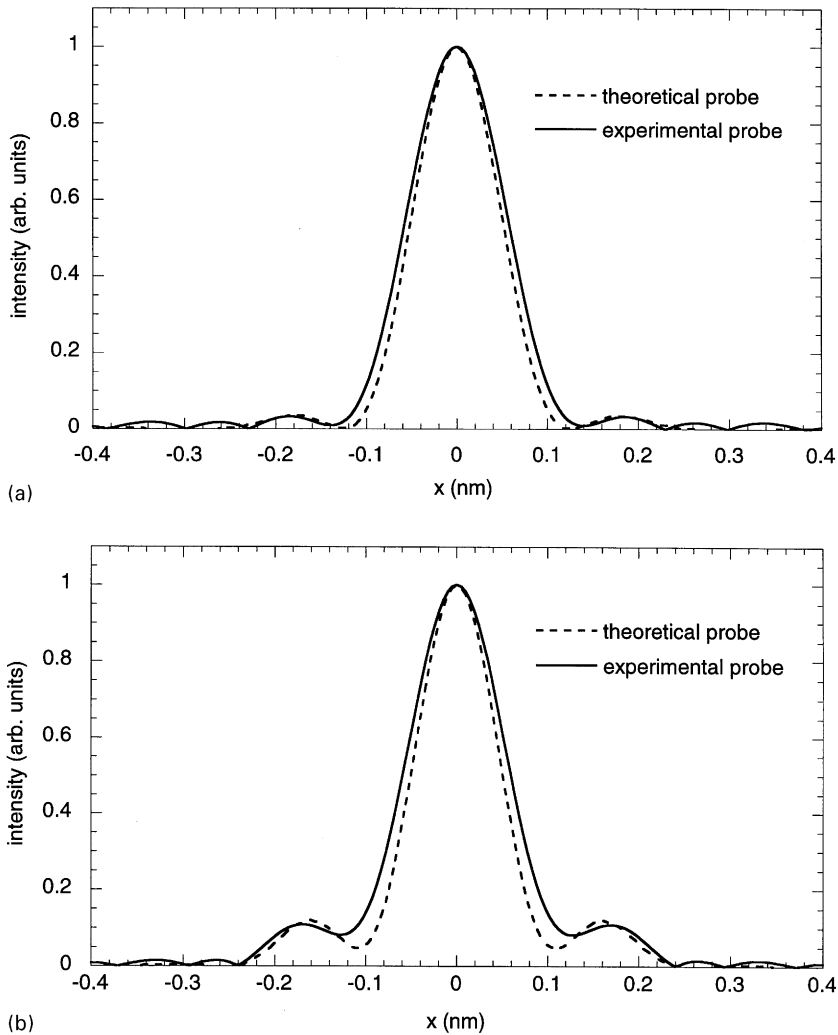 1
0.8
0.6
0.4
0.2
0
intensity (arb. units)
theoretical probe
experimental probe
-0.4 -0.3 -0.2 -0.1 0 0.1 0.2 0.3 0.4
x (nm)
(a)
1
0.8
0.6
0.4
0.2
0
intensity (arb. units)
theoretical probe
experimental probe
-0.4 -0.3 -0.2 -0.1 0 0.1 0.2 0.3 0.4
x (nm)
(b)